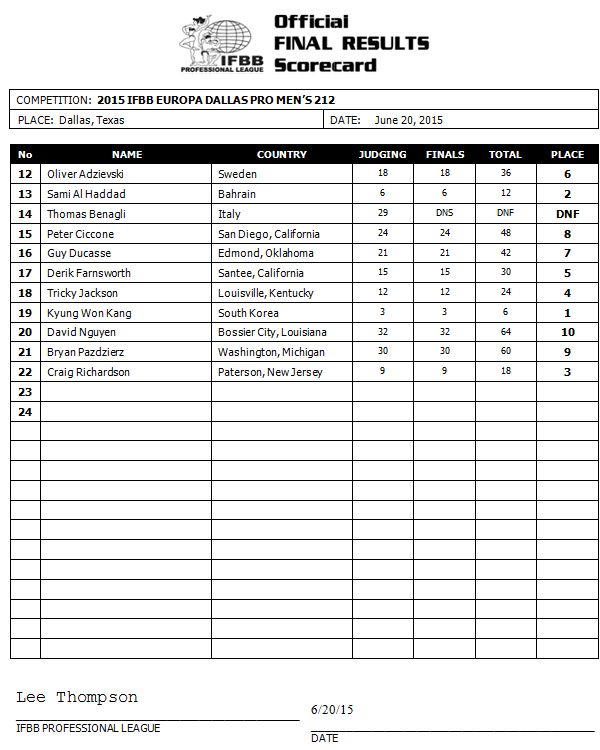 Official
FINAL RESULTS
Scorecard
IFBB
PROFESSIONAL LEAGUE
COMPETITION: 2015 IFBB EUROPA DALLAS PRO MEN'S 212
PLACE: Dallas, Texas DATE: June 20, 2015
No NAME COUNTRY JUDGING FINALS TOTAL PLACE
12 Oliver Adzievski Sweden 18 18 36 6
13 Sami Al Haddad Bahrain 6 6 12 2
14 Thomas Benagli Italy 29 DNS DNF DNF
15 Peter Ciccone San Diego, California 24 24 48 8
16 Guy Ducasse Edmond, Oklahoma 21 21 42 7
17 Derik Farnsworth Santee, California 15 15 30 5
18 Tricky Jackson Louisville, Kentucky 12 12 24 4
19 Kyung Won Kang South Korea 3 3 6 1
20 David Nguyen Bossier City, Louisiana 32 32 64 10
21 Bryan Pazdzierz Washington, Michigan 30 30 60 9
22 Craig Richardson Paterson, New Jersey 9 9 18 3
23
24
Lee Thompson
6/20/15
IFBB PROFESSIONAL LEAGUE
DATE